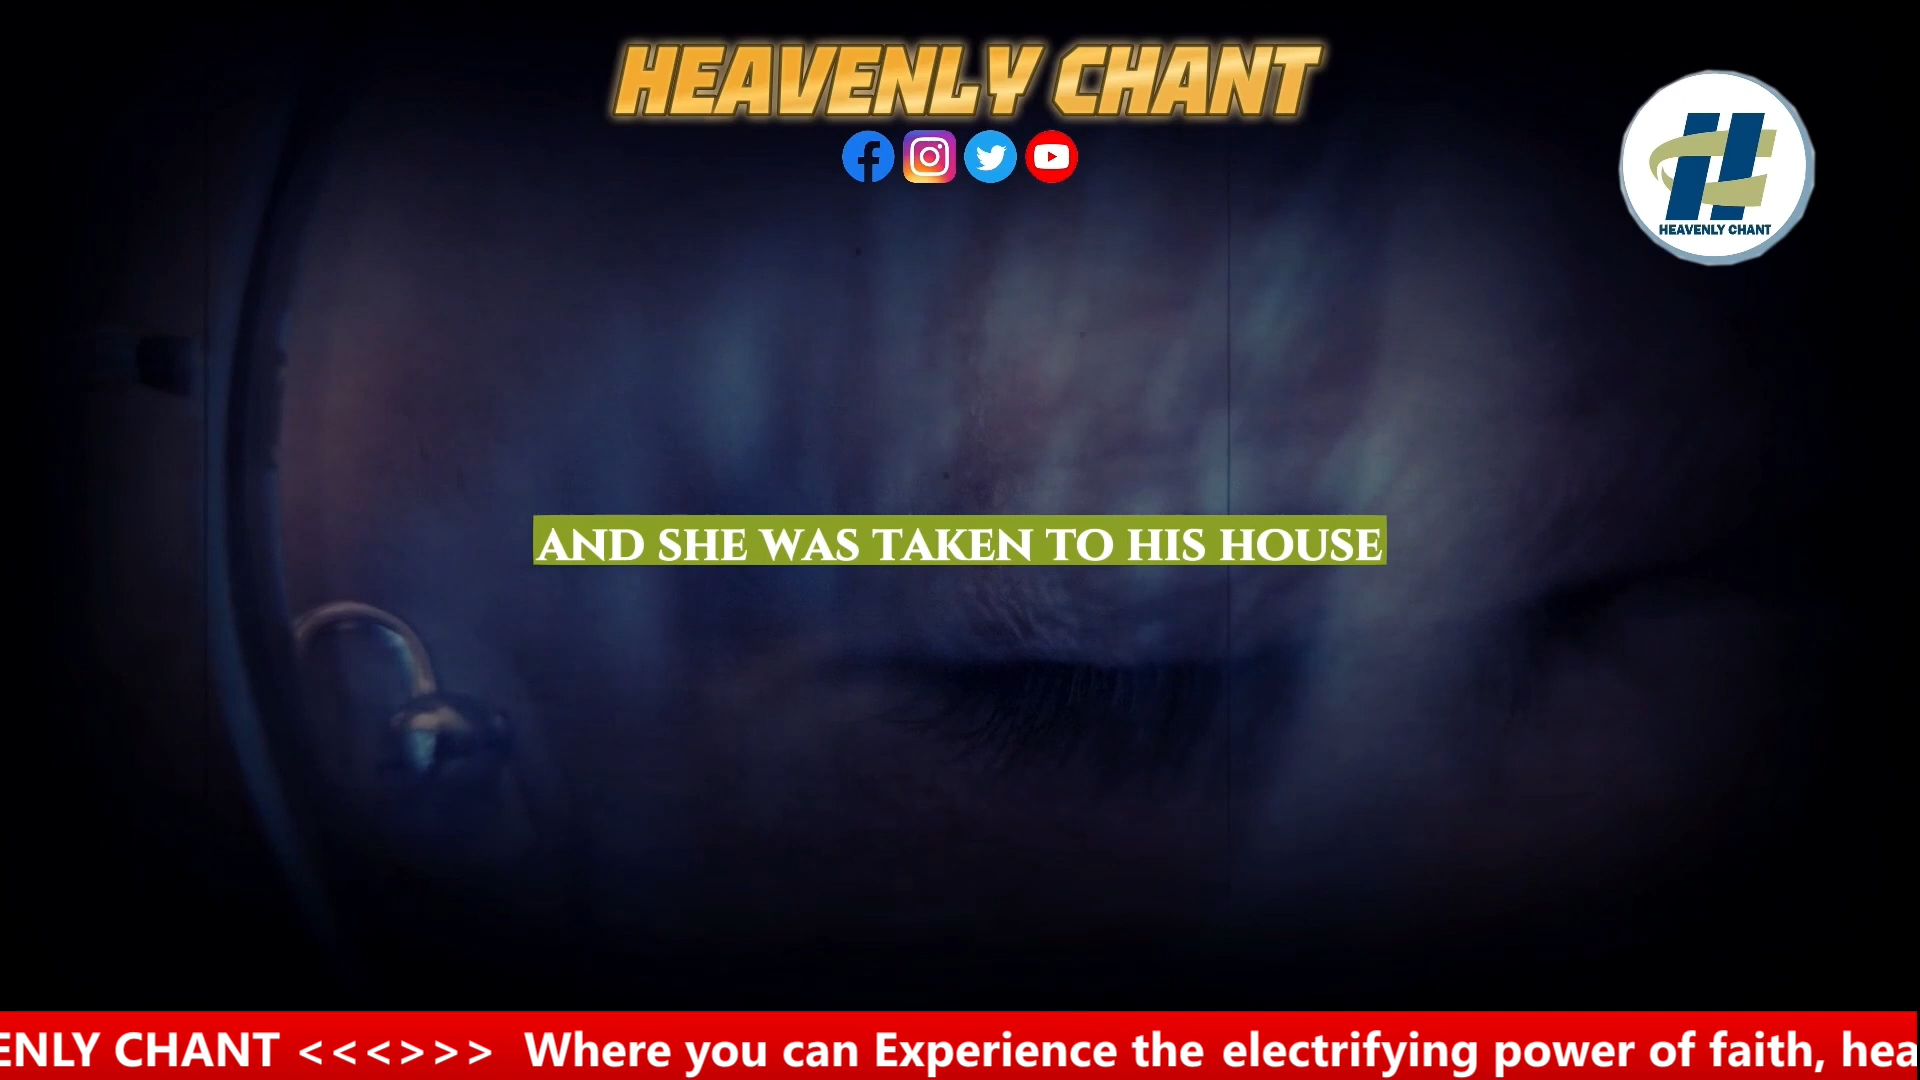 HEAVENLY CHANT
HEAVENLY CHANT
AND SHE WAS TAKEN TO HIS HOUSE
ENLY CHANT <<<>>> Where you can Experience the electrifying power of faith, hea